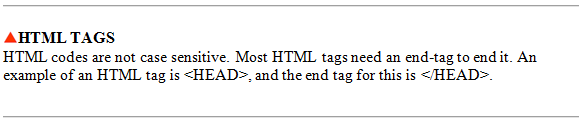 HTML TAGS
HTML codes are not case sensitive. Most HTML tags need an end-tag to end it. An
example of an HTML tag is <HEAD>, and the end tag for this is </HEAD>.